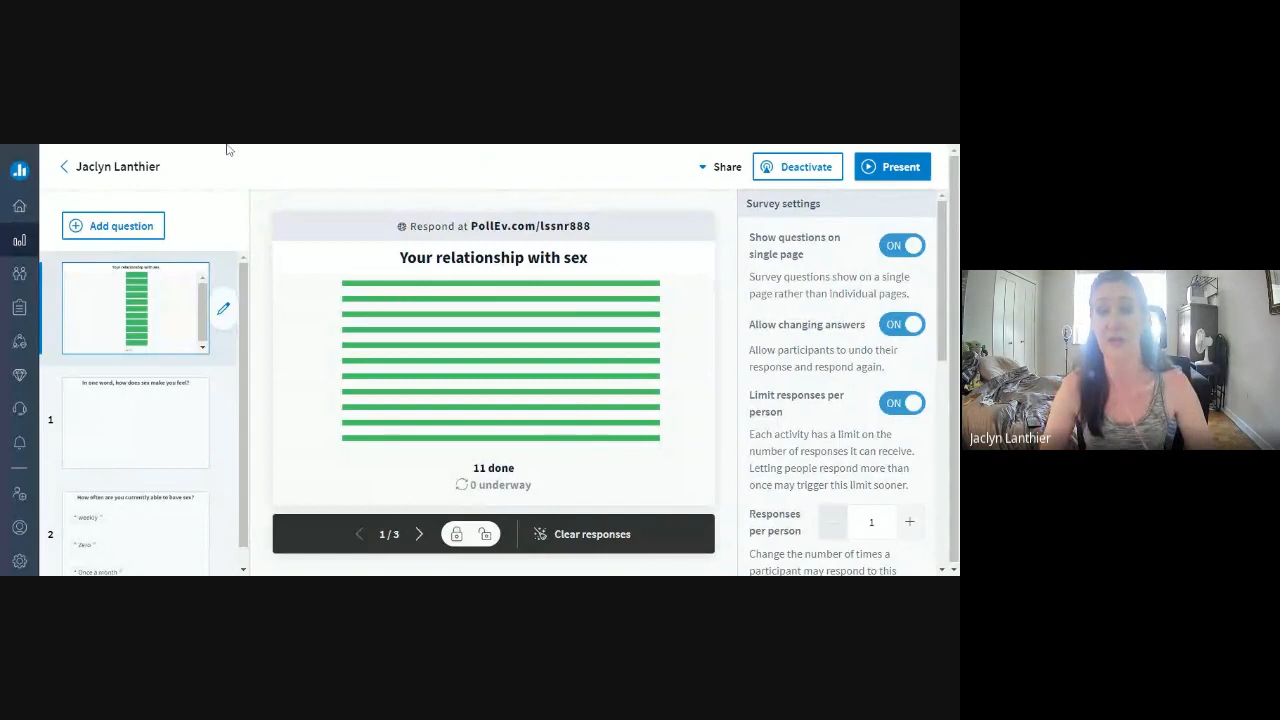 Jaclyn Lanthier
Share
Deactivate
Present
Add question
Your relationship with sex
In one word, how does sex make you feel?
1
How often are you currently able to have sex?
2
" weekly "
" Zero "
" Once a month "
Respond at PollEv.com/lssnr888
Your relationship with sex
11 done
0 underway
1 / 3
Clear responses
Survey settings
Show questions on
single page
ON
Survey questions show on a single
page rather than individual pages.
Allow changing answers
ON
Allow participants to undo their
response and respond again.
Limit responses per
person
ON
Each activity has a limit on the
number of responses it can receive.
Letting people respond more than
once may trigger this limit sooner.
Responses
per person
1
Change the number of times a
participant may respond to this
Jaclyn Lanthier